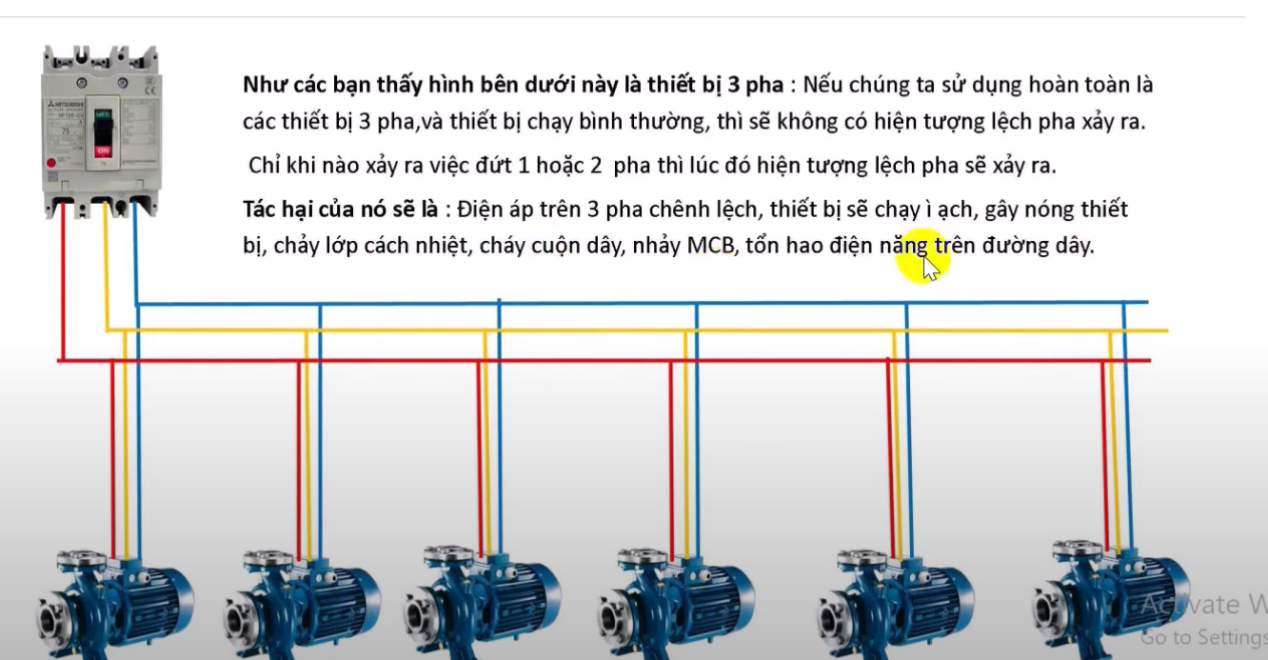 Như các bạn thấy hình bên dưới này là thiết bị 3 pha : Nếu chúng ta sử dụng hoàn toàn là
các thiết bị 3 pha,và thiết bị chạy bình thường, thì sẽ không có hiện tượng lệch pha xảy ra.
Chỉ khi nào xảy ra việc đứt 1 hoặc 2 pha thì lúc đó hiện tượng lệch pha sẽ xảy ra.
Tác hại của nó sẽ là : Điện áp trên 3 pha chênh lệch, thiết bị sẽ chạy ì ạch, gây nóng thiết
bị, chảy lớp cách nhiệt, cháy cuộn dây, nhảy MCB, tổn hao điện năng trên đường dây.
MITSUBISHI
75
ON
Activate W
Go to Settings